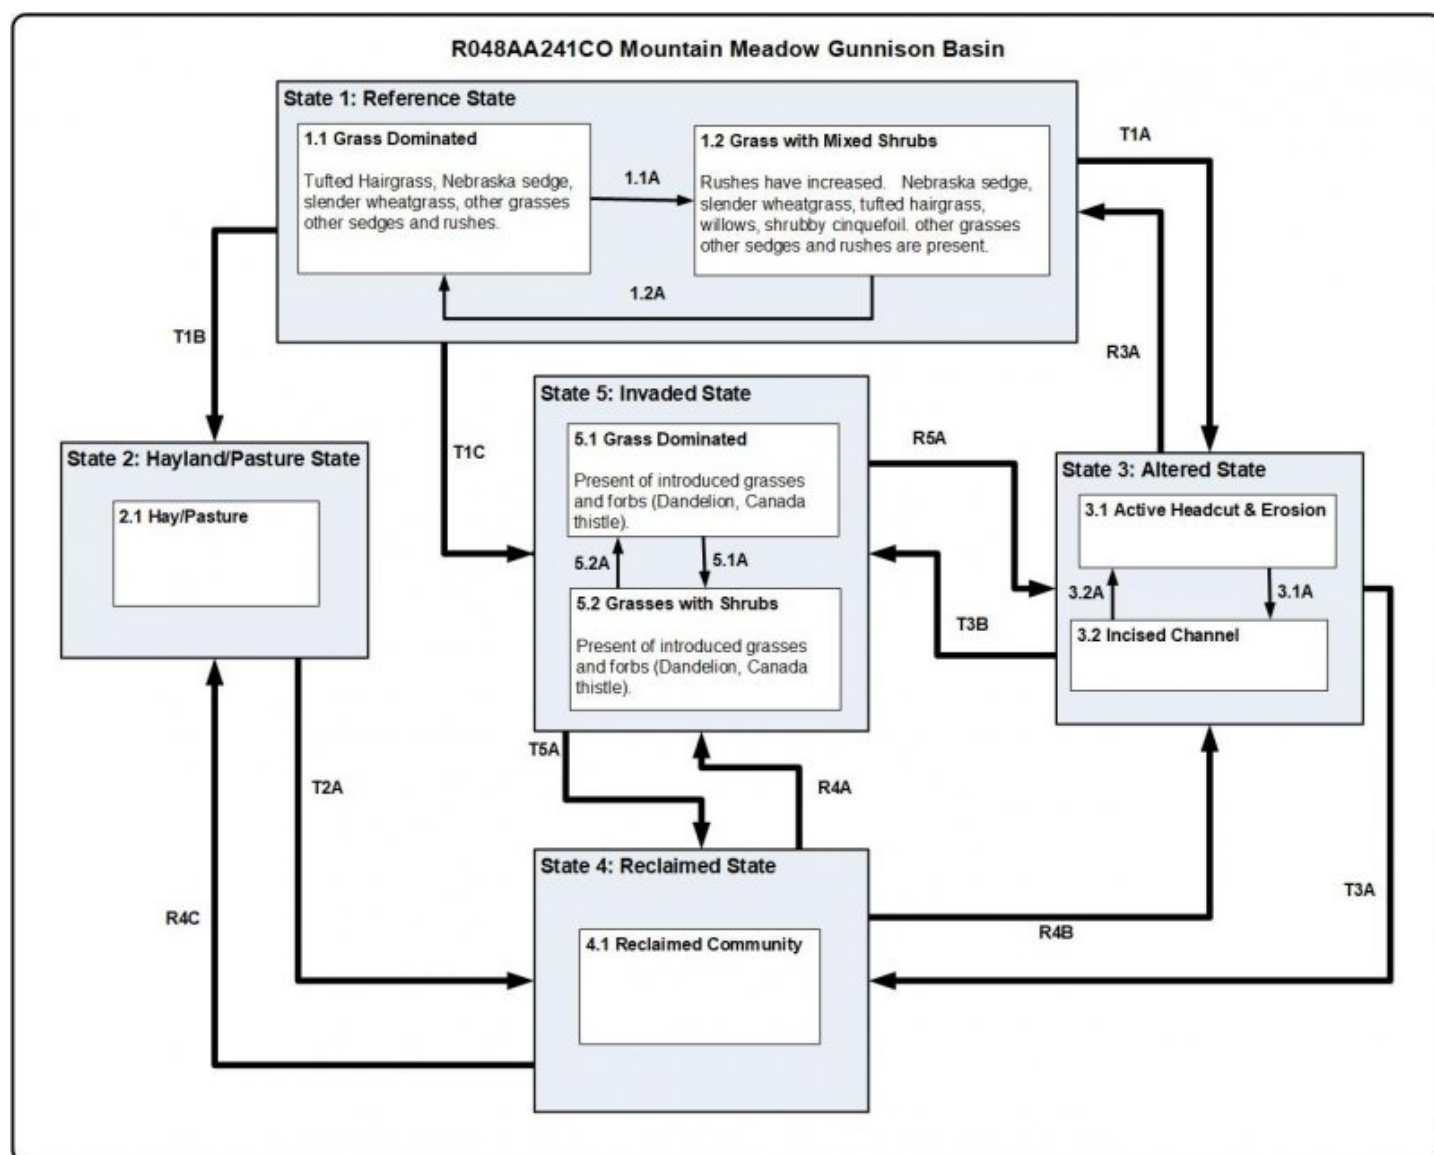 R048AA241CO Mountain Meadow Gunnison Basin
State 1: Reference State
1.1 Grass Dominated
Tufted Hairgrass, Nebraska sedge,
slender wheatgrass, other grasses
other sedges and rushes.
1.1A
1.2 Grass with Mixed Shrubs
Rushes have increased.   Nebraska sedge,
slender wheatgrass, tufted hairgrass,
willows, shrubby cinquefoil. other grasses
other sedges and rushes are present.
1.2A
T1A
T1B
R3A
T1C
State 5: Invaded State
5.1 Grass Dominated
Present of introduced grasses
and forbs (Dandelion, Canada
thistle).
5.2A
5.1A
5.2 Grasses with Shrubs
Present of introduced grasses
and forbs (Dandelion, Canada
thistle).
R5A
State 2: Hayland/Pasture State
2.1 Hay/Pasture
State 3: Altered State
3.1 Active Headcut & Erosion
3.2A
3.1A
3.2 Incised Channel
T3B
T5A
T2A
R4A
State 4: Reclaimed State
4.1 Reclaimed Community
R4C
R4B
T3A